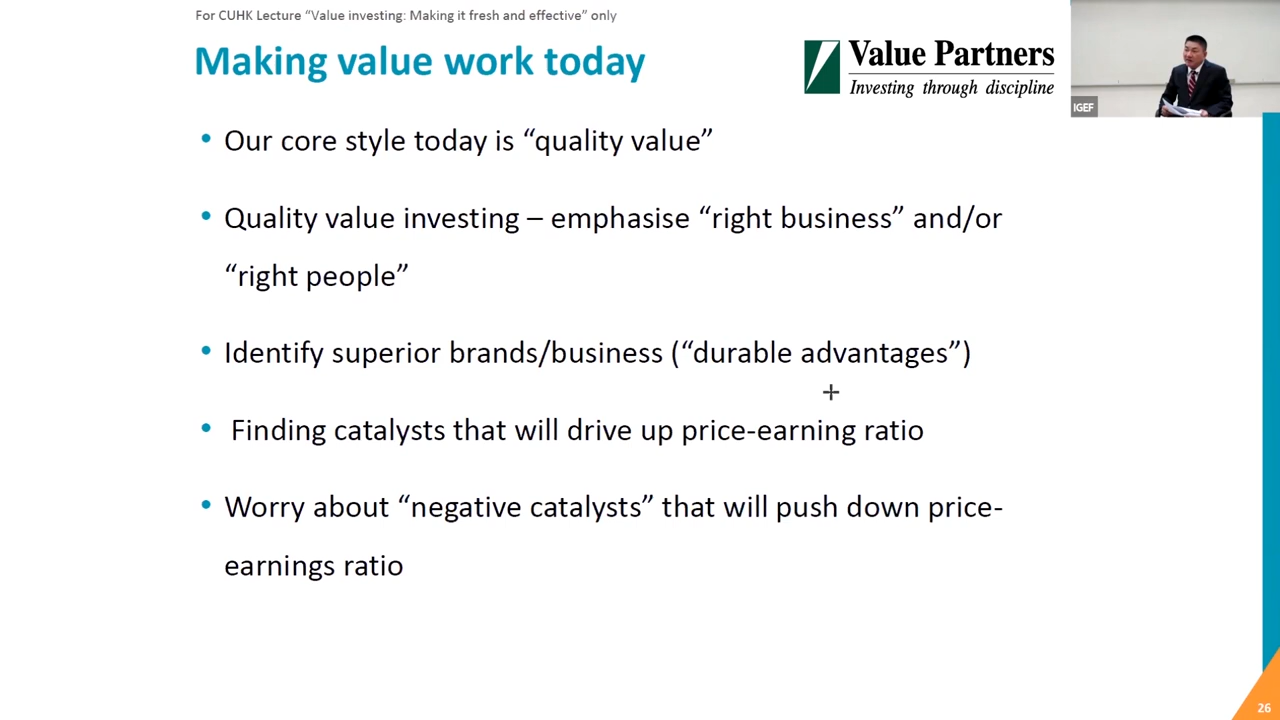 For CUHK Lecture “Value investing: Making it fresh and effective” only
Making value work today
Value Partners
Investing through discipline
IGEF
• Our core style today is “quality value”
• Quality value investing – emphasise “right business” and/or
“right people”
• Identify superior brands/business (“durable advantages”)
• Finding catalysts that will drive up price-earning ratio
• Worry about “negative catalysts” that will push down price-
earnings ratio
26